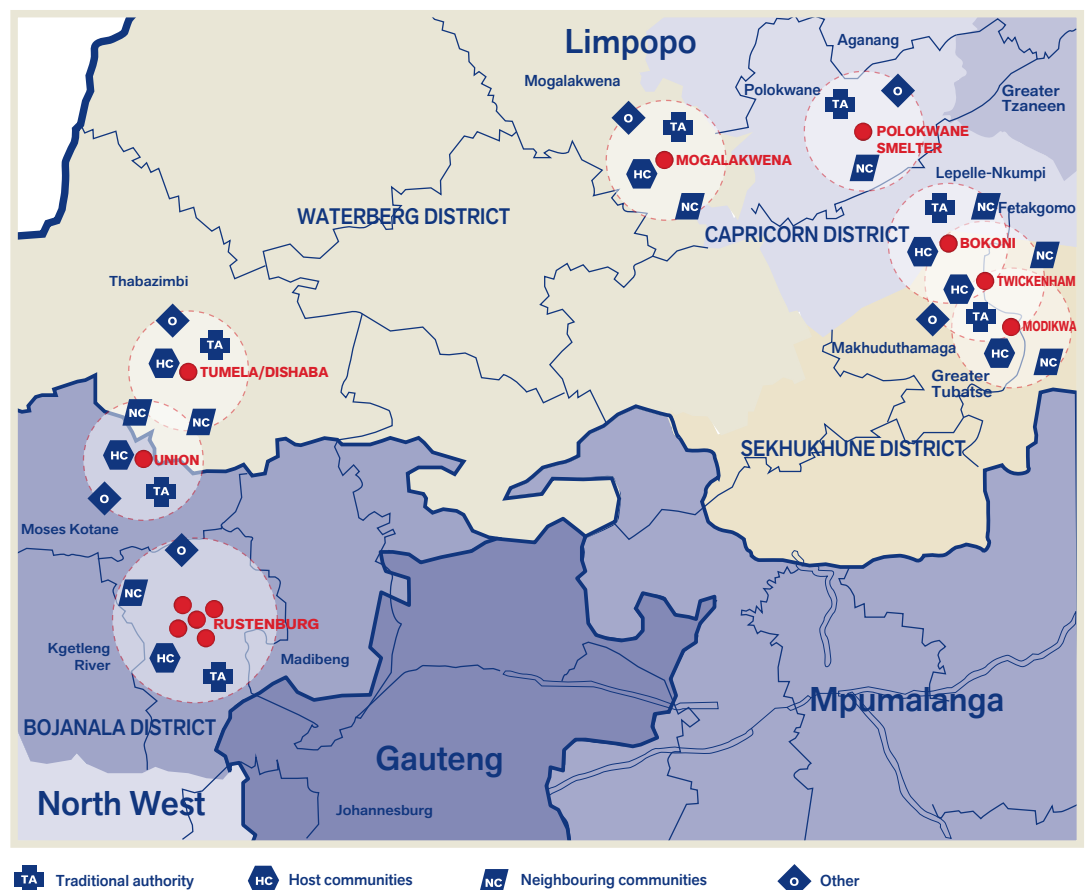 Limpopo
Aganang
Mogalakwena
Polokwane
Greater
Tzaneen
O
TA
HC
NC
MOGALAKWENA
TA
O
NC
POLOKWANE
SMELTER
Lepelle-Nkumpi
Fetakgomo
WATERBERG DISTRICT
CAPRICORN DISTRICT
TA
NC
HC
BOKONI
NC
HC
TWICKENHAM
O
TA
MODIKWA
HC
NC
Makhuduthamaga
Greater
Tubatse
Thabazimbi
O
TA
HC
TUMELA/DISHABA
NC
NC
HC
UNION
O
TA
SEKHUKHUNE DISTRICT
Moses Kotane
O
NC
RUSTENBURG
HC
TA
Kgetleng
River
Madibeng
BOJANALA DISTRICT
Mpumalanga
Gauteng
North West
Johannesburg
TA Traditional authority
HC Host communities
NC Neighbouring communities
O Other